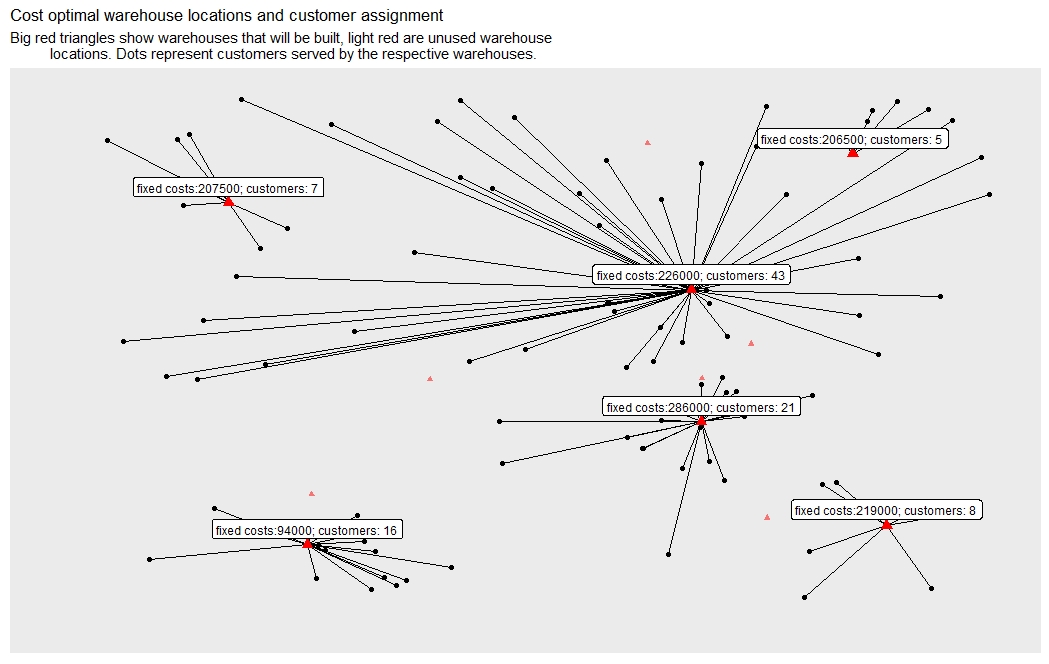 Cost optimal warehouse locations and customer assignment
Big red triangles show warehouses that will be built, light red are unused warehouse
locations. Dots represent customers served by the respective warehouses.
fixed costs:206500; customers: 5
fixed costs:207500; customers: 7
fixed costs:226000; customers: 43
fixed costs:286000; customers: 21
fixed costs:219000; customers: 8
fixed costs:94000; customers: 16